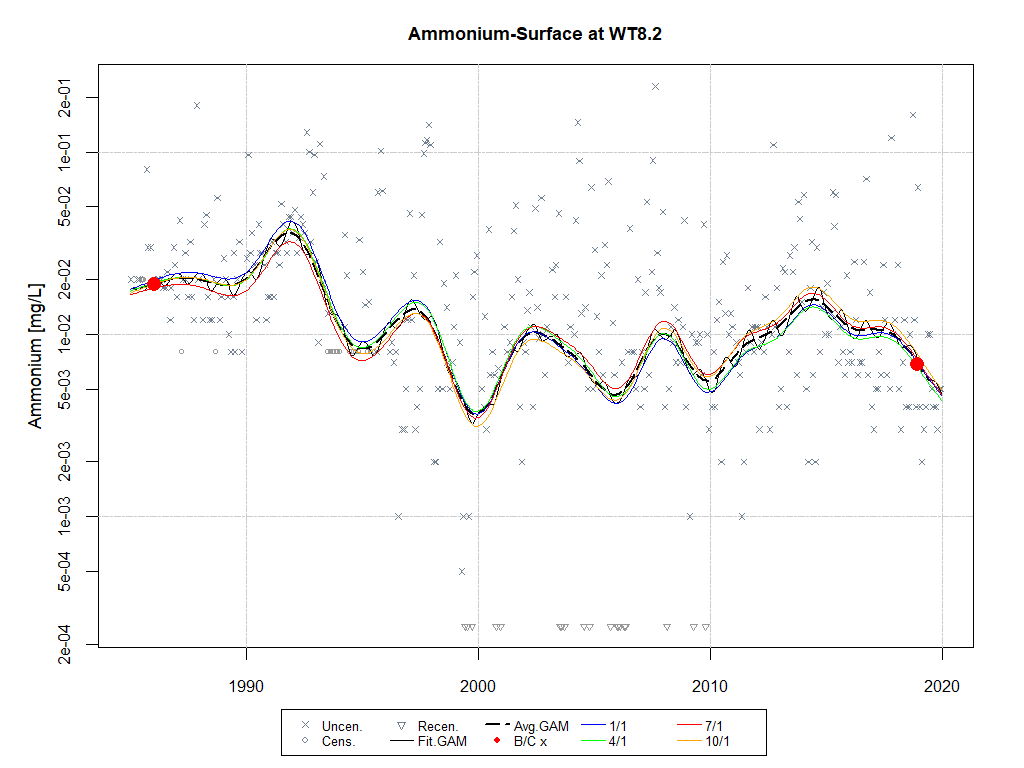 Ammonium-Surface at WT8.2
Ammonium [mg/L]
2e-01
1e-01
5e-02
2e-02
1e-02
5e-03
2e-03
1e-03
5e-04
2e-04
1990 2000 2010 2020
Uncen. Recen. Avg.GAM 1/1 7/1
Cens. Fit.GAM B/C x 4/1 10/1